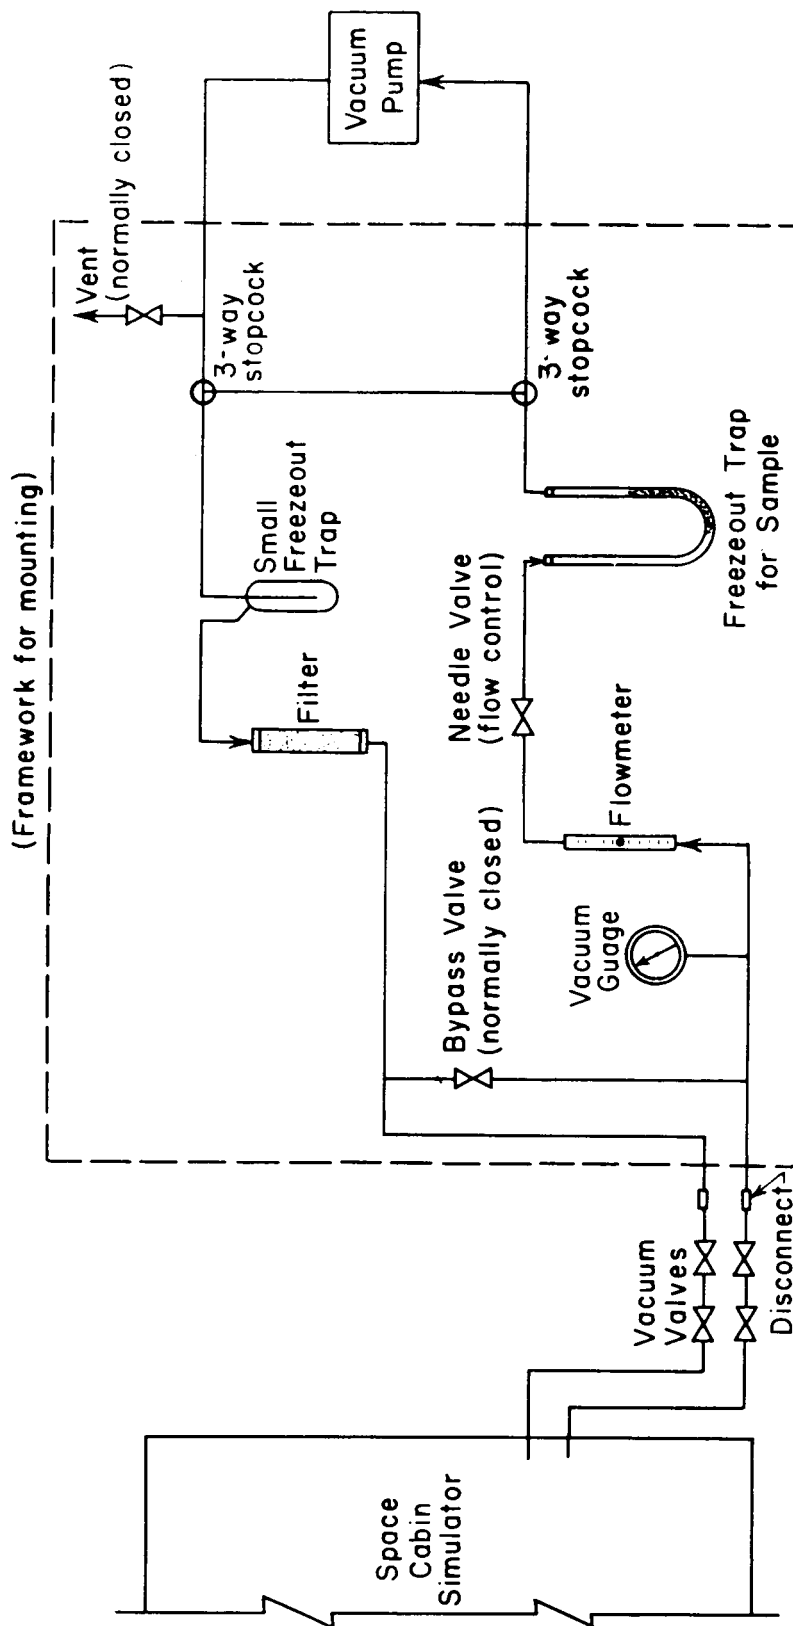 (Framework for mounting)
Vent
(normally closed)
Vacuum
Pump
3-way
stopcock
3-way
stopcock
Small
Freezeout
Trap
Filter
Needle Valve
(flow control)
Freezeout Trap
for Sample
Flowmeter
Bypass Valve
(normally closed)
Vacuum
Guage
Vacuum
Valves
Disconnect
Space
Cabin
Simulator